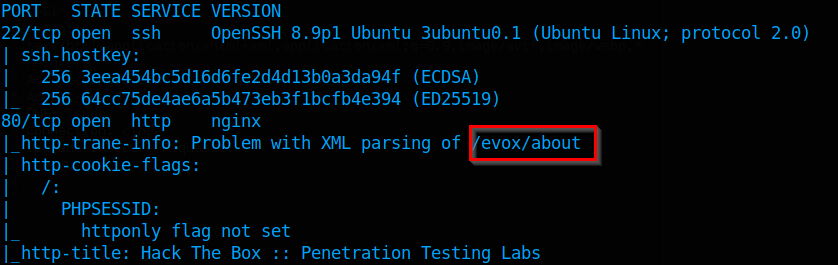 PORT   STATE SERVICE VERSION
22/tcp open  ssh     OpenSSH 8.9p1 Ubuntu 3ubuntu0.1 (Ubuntu Linux; protocol 2.0)
| ssh-hostkey:
|   256 3eea454bc5d16d6fe2d4d13b0a3da94f (ECDSA)
|_  256 64cc75de4ae6a5b473eb3f1bcfb4e394 (ED25519)
80/tcp open  http    nginx
|_http-trane-info: Problem with XML parsing of /evox/about
| http-cookie-flags:
|   /:
|     PHPSESSID:
|_      httponly flag not set
|_http-title: Hack The Box :: Penetration Testing Labs